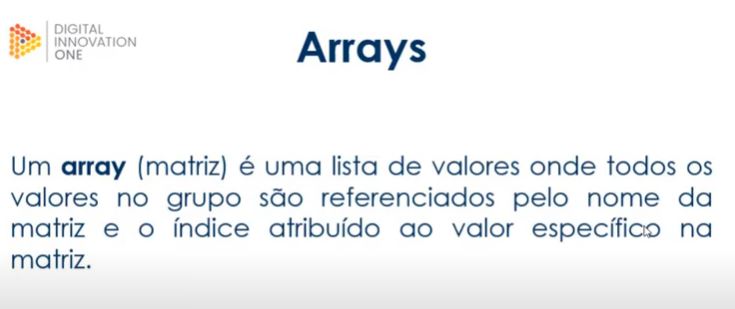 DIGITAL
INNOVATION
ONE
Arrays
Um array (matriz) é uma lista de valores onde todos os
valores no grupo são referenciados pelo nome da
matriz e o índice atribuído ao valor específico na
matriz.